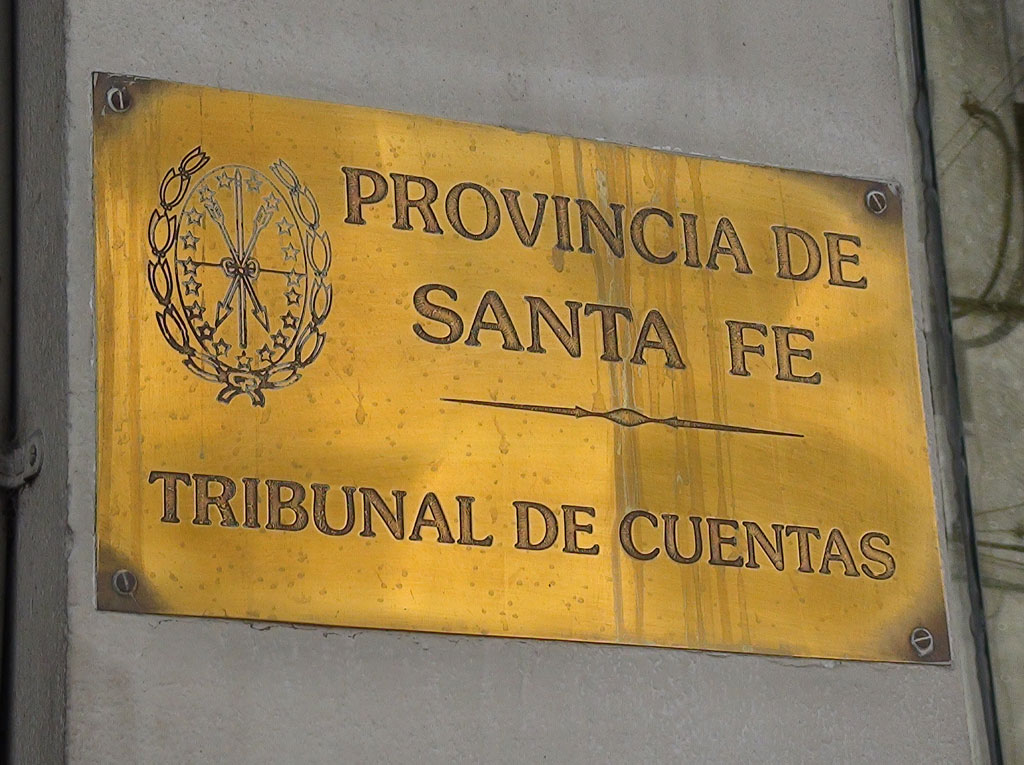 PROVINCIA DE
SANTA FE
TRIBUNAL DE CUENTAS